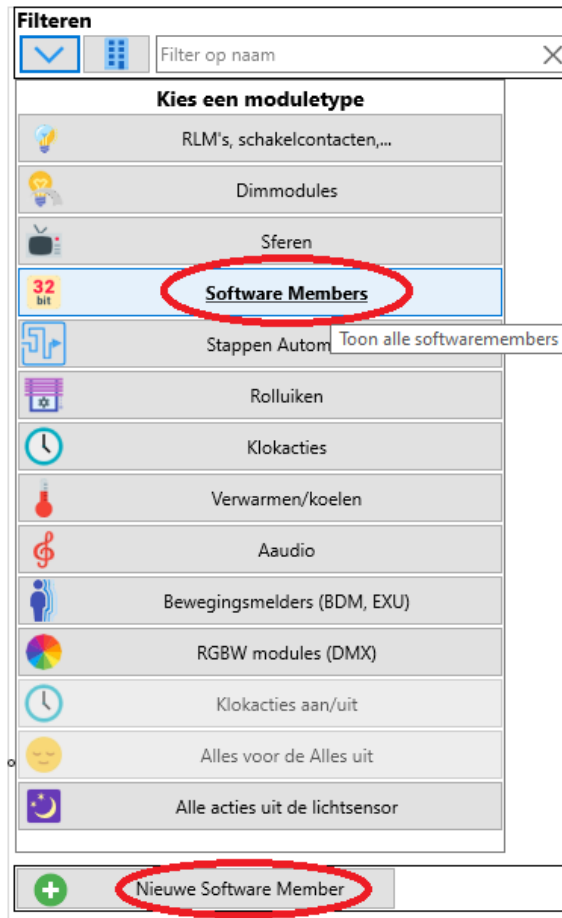 Filteren
Filter op naam
Kies een moduletype
RLM's, schakelcontacten,...
Dimmodules
Sferen
32
bit
Software Members
Stappen Autom
Toon alle softwaremembers
Rolluiken
Klokacties
Verwarmen/koelen
Aaudio
Bewegingsmelders (BDM, EXU)
RGBW modules (DMX)
Klokacties aan/uit
Alles voor de Alles uit
Alle acties uit de lichtsensor
Nieuwe Software Member